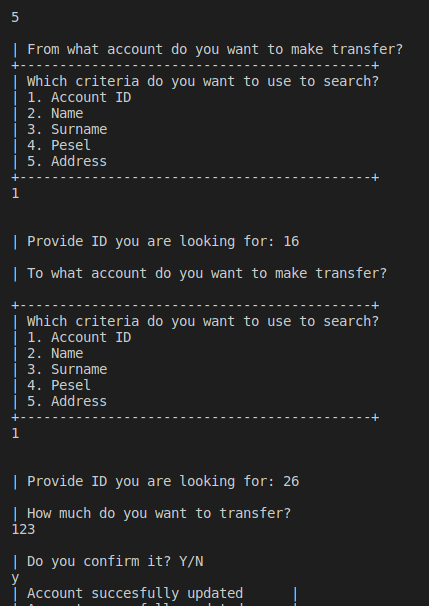 5
| From what account do you want to make transfer?
+--------------------------------------------+
| Which criteria do you want to use to search?
| 1. Account ID
| 2. Name
| 3. Surname
| 4. Pesel
| 5. Address
+--------------------------------------------+
1
| Provide ID you are looking for: 16
| To what account do you want to make transfer?
+--------------------------------------------+
| Which criteria do you want to use to search?
| 1. Account ID
| 2. Name
| 3. Surname
| 4. Pesel
| 5. Address
+--------------------------------------------+
1
| Provide ID you are looking for: 26
| How much do you want to transfer?
123
| Do you confirm it? Y/N
y
| Account succesfully updated      |